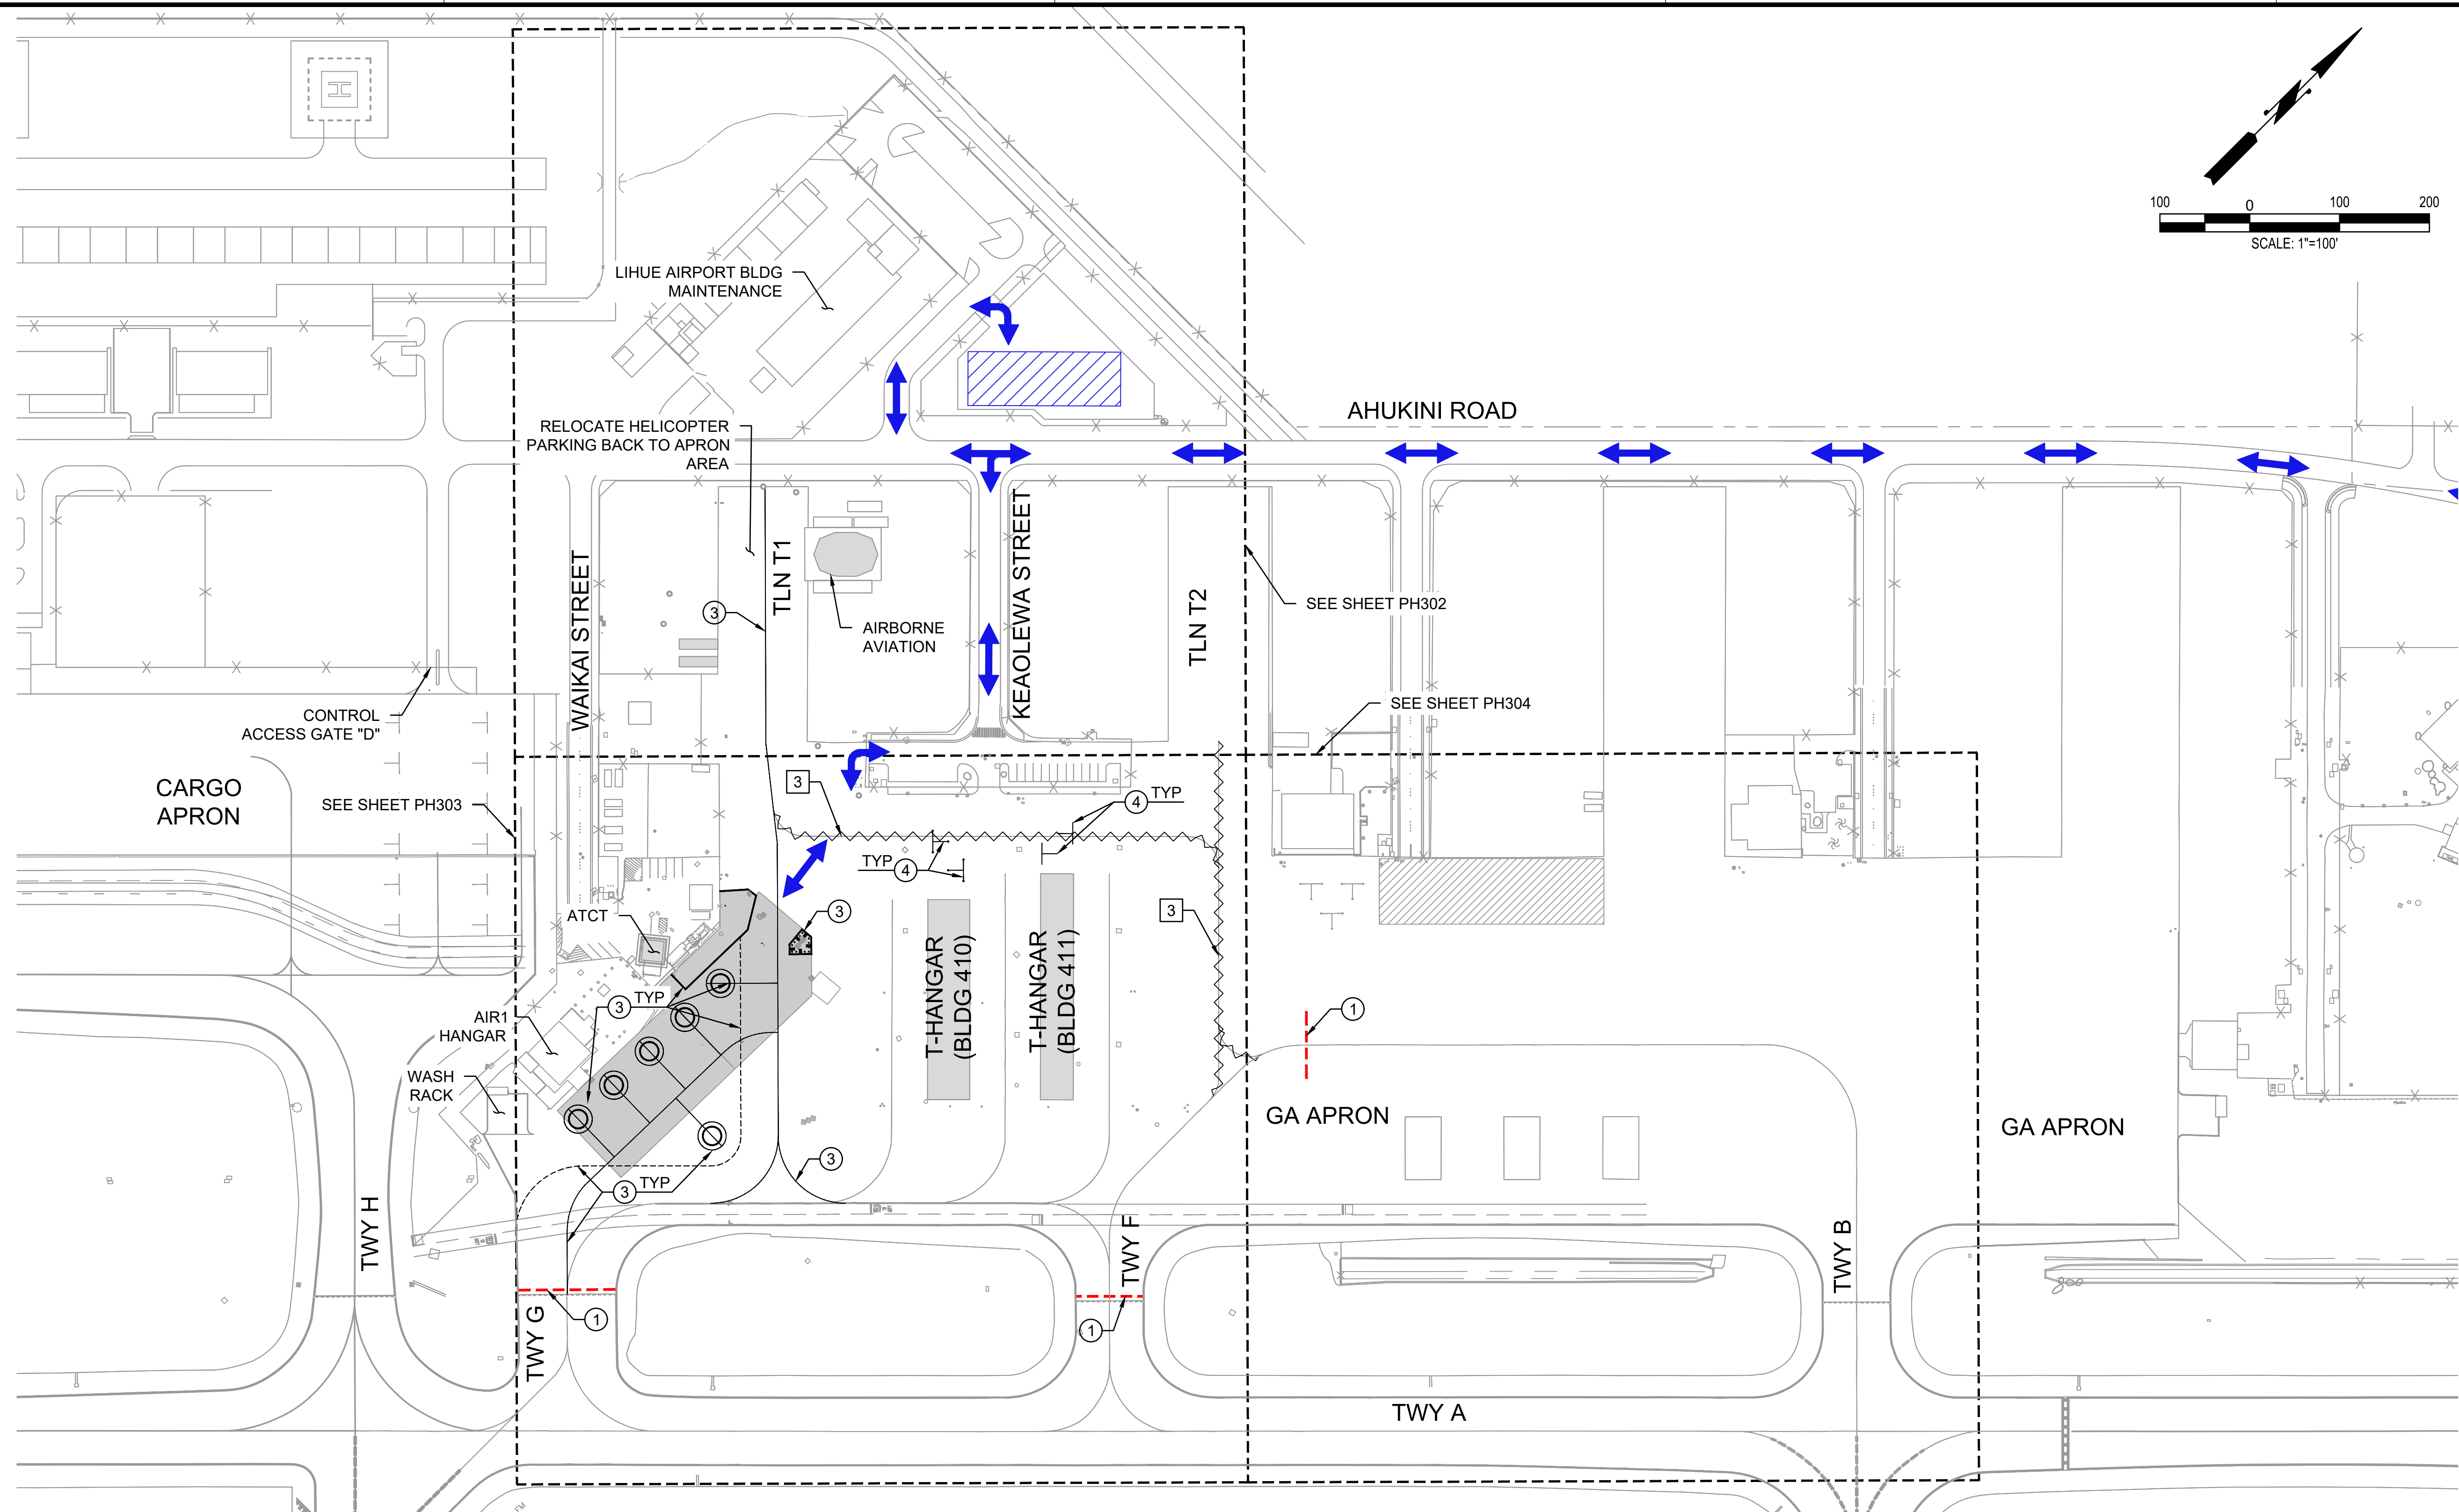 H
100 0 100 200
SCALE: 1"=100'
LIHUE AIRPORT BLDG
MAINTENANCE
RELOCATE HELICOPTER
PARKING BACK TO APRON
AREA
AHUKINI ROAD
WAIKAI STREET
TLN T1
KEAOLEWA STREET
TLN T2
3
AIRBORNE
AVIATION
SEE SHEET PH302
SEE SHEET PH304
CONTROL
ACCESS GATE "D"
CARGO
APRON
SEE SHEET PH303
3
4 TYP
TYP 4
ATCT
3
3
T-HANGAR
(BLDG 410)
T-HANGAR
(BLDG 411)
3 TYP
AIR1
HANGAR
1
WASH
RACK
GA APRON
GA APRON
3
3 TYP
TWY H
TWY G
TWY F
TWY B
1
1
TWY A